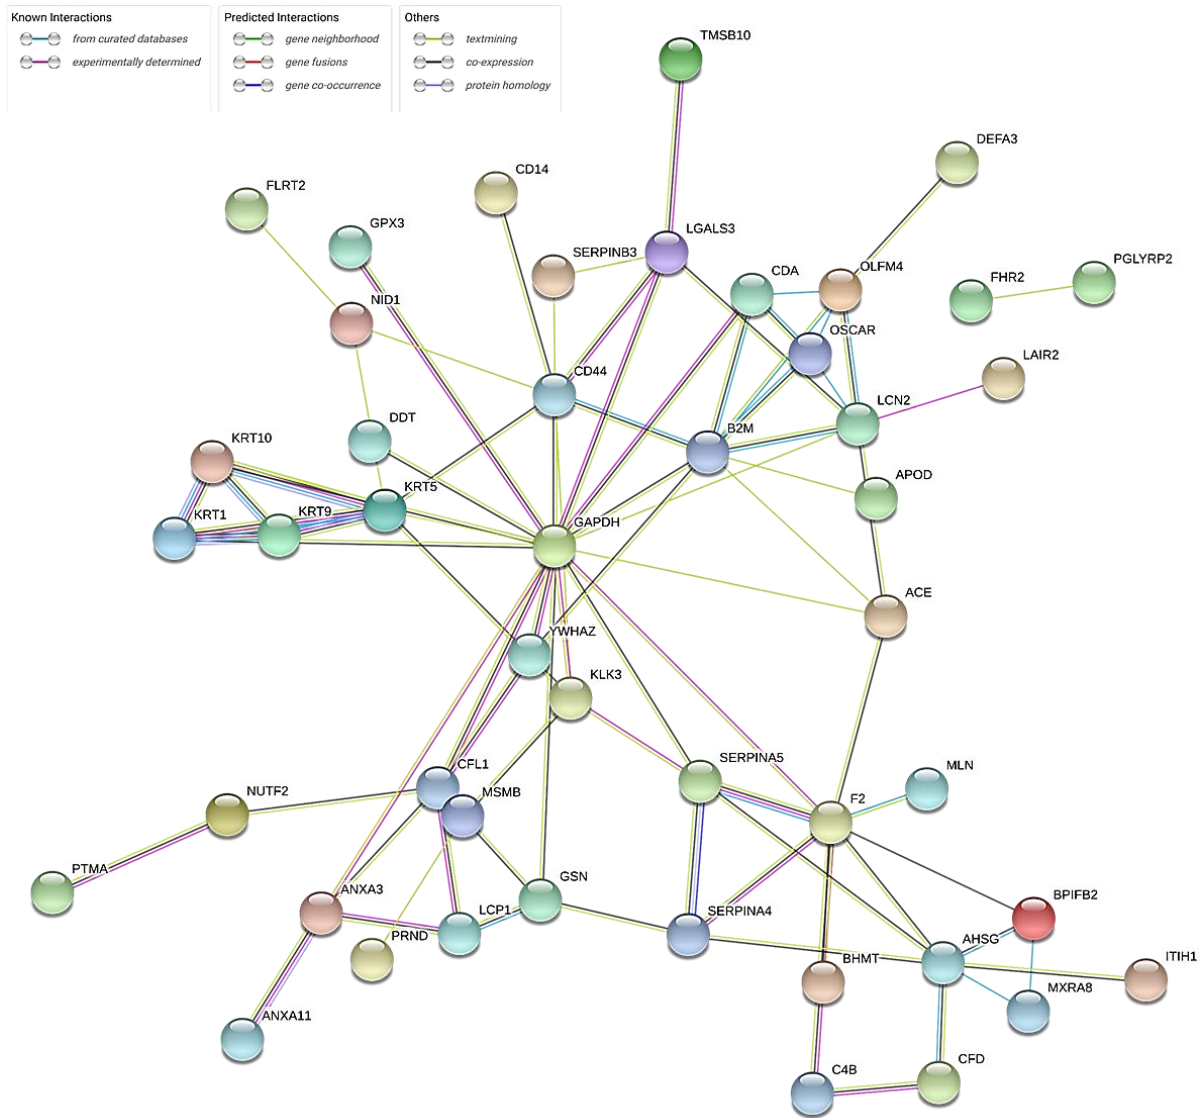 Known Interactions
from curated databases
experimentally determined
Predicted Interactions
gene neighborhood
gene fusions
gene co-occurrence
Others
textmining
co-expression
protein homology
TMSB10
DEFA3
CD14
FLRT2
GPX3
LGALS3
SERPINB3
CDA
OLFM4
PGLYRP2
FHR2
NID1
OSCAR
LAIR2
CD44
LCN2
DDT
B2M
KRT10
APOD
KRT5
KRT1
KRT9
GAPDH
ACE
YWHAZ
KLK3
SERPINA5
CFL1
MLN
NUTF2
MSMB
F2
PTMA
GSN
ANXA3
BPIFB2
LCP1
SERPINA4
PRND
AHSG
BHMT
ITIH1
MXRA8
ANXA11
CFD
C4B